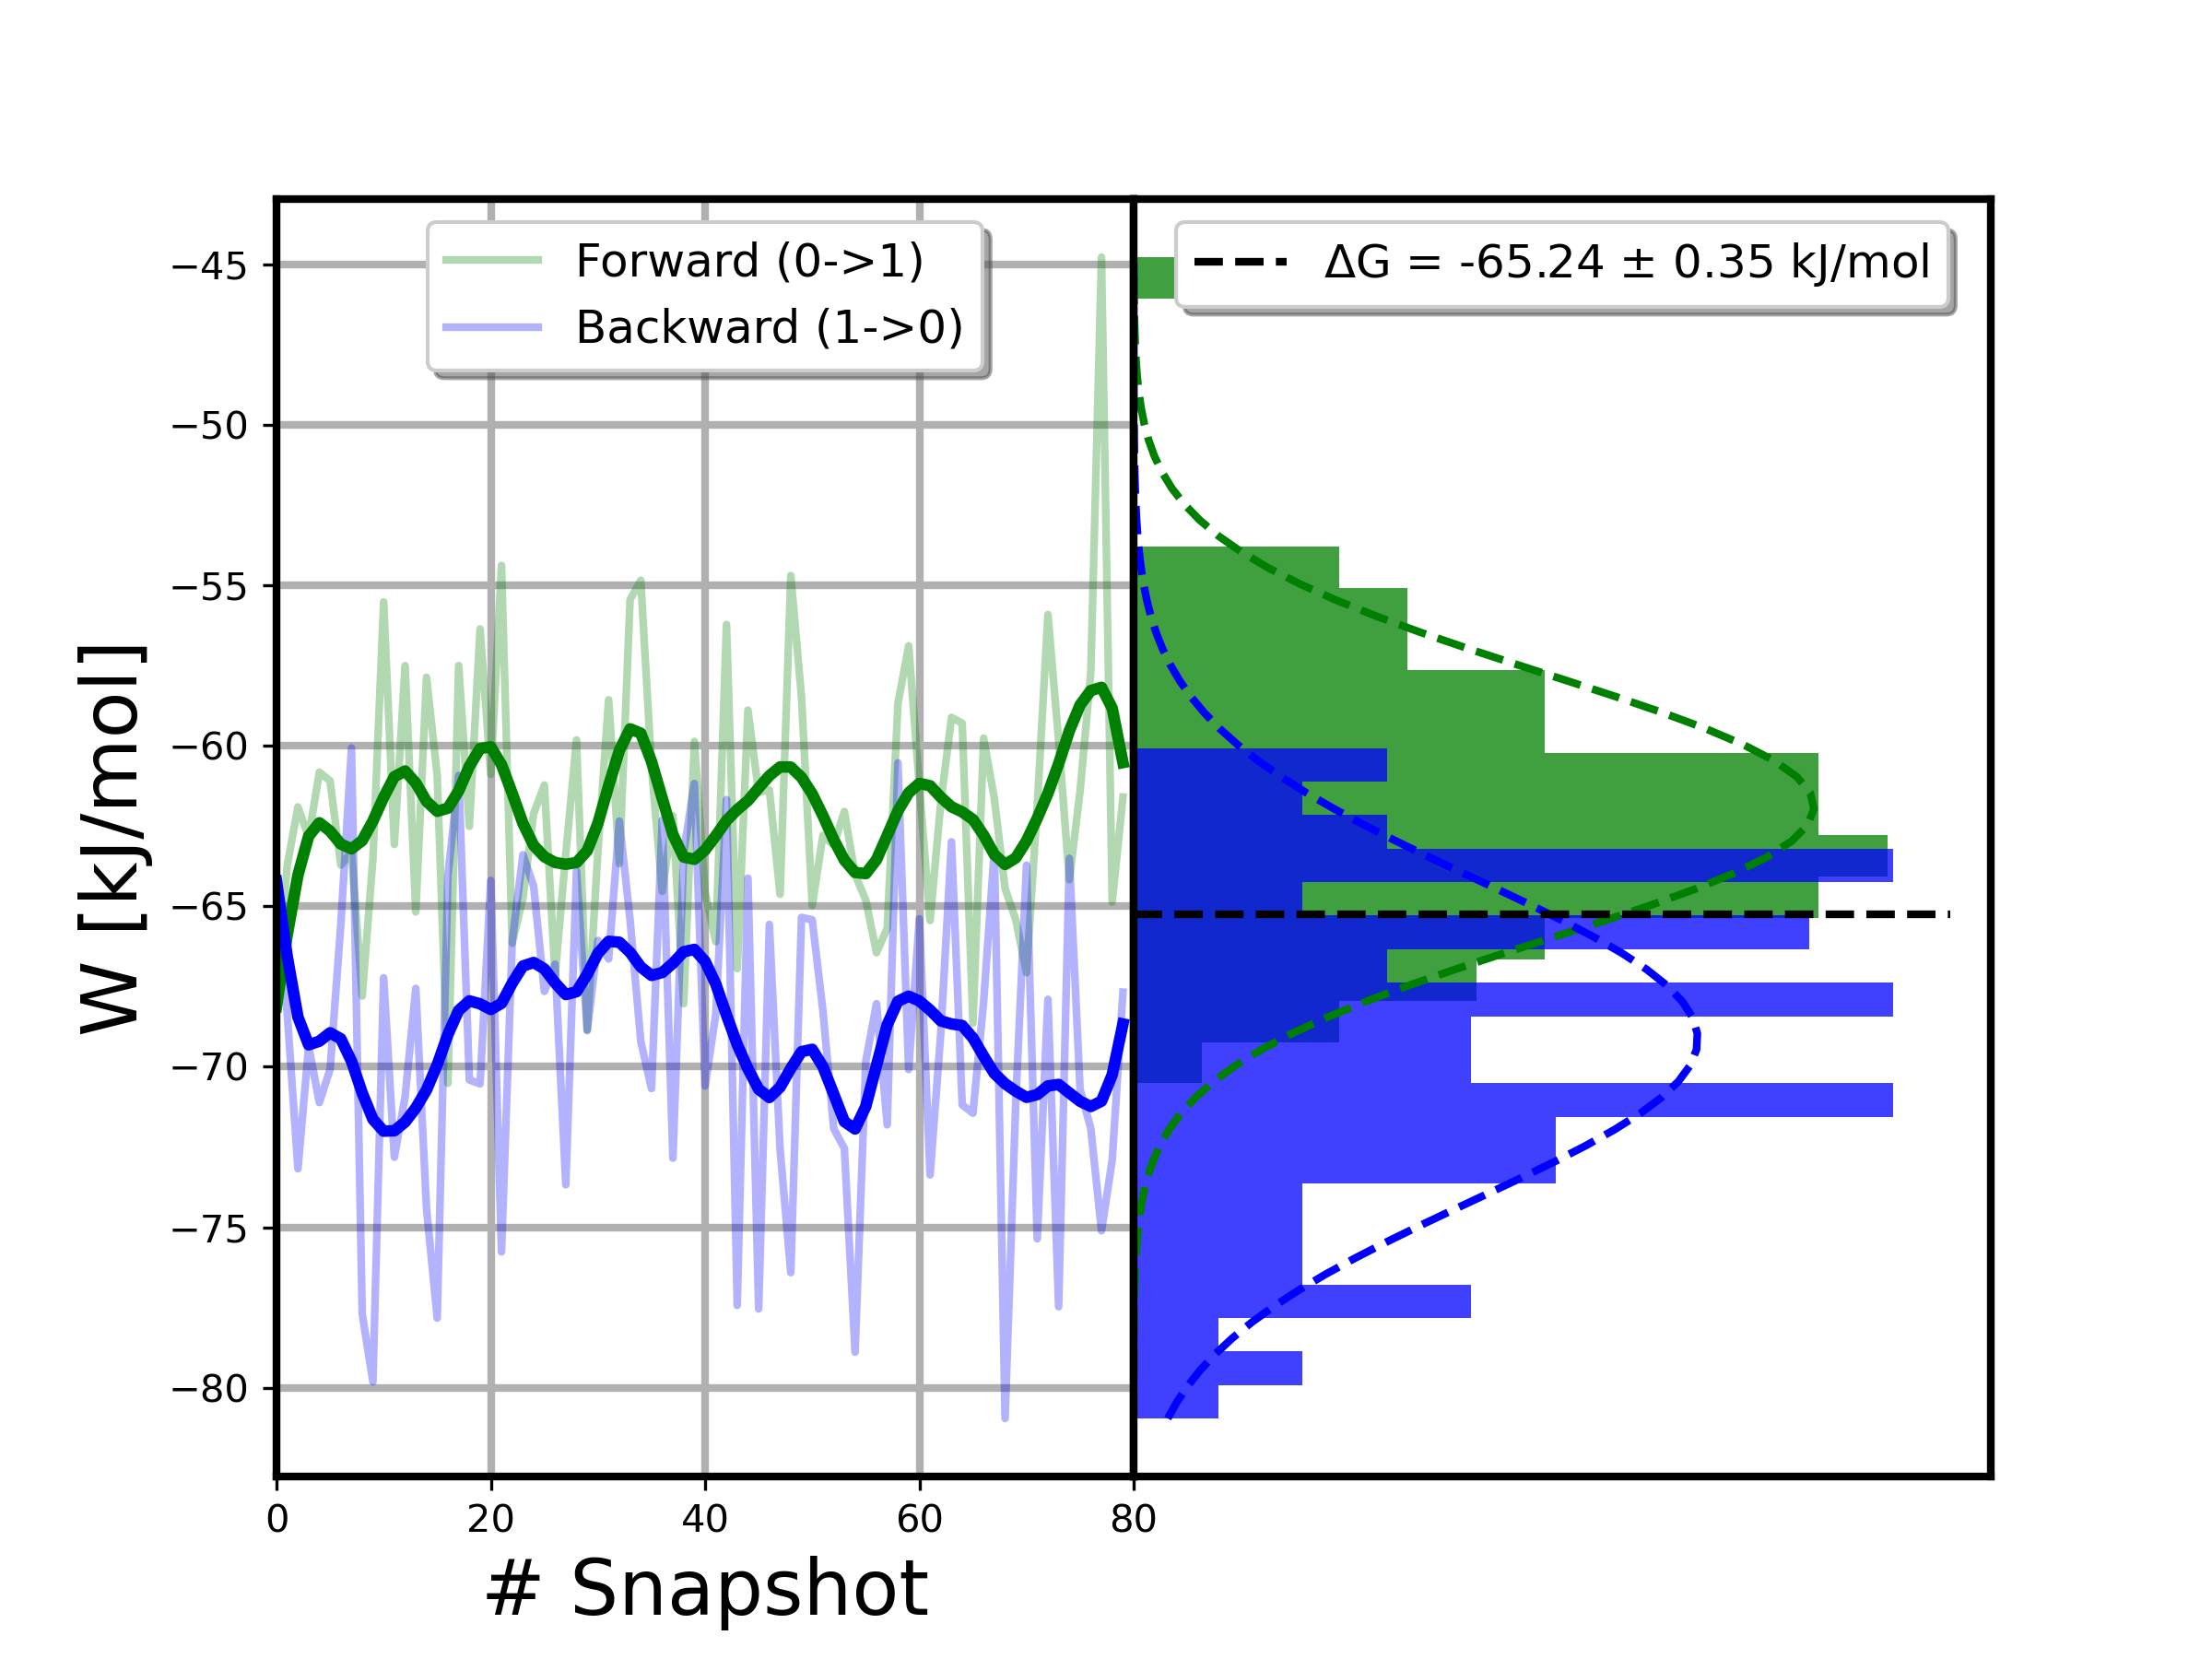 Forward (0->1)
Backward (1->0)
ΔG = -65.24 ± 0.35 kJ/mol
W [kJ/mol]
−45
−50
−55
−60
−65
−70
−75
−80
0 20 40 60 80
# Snapshot